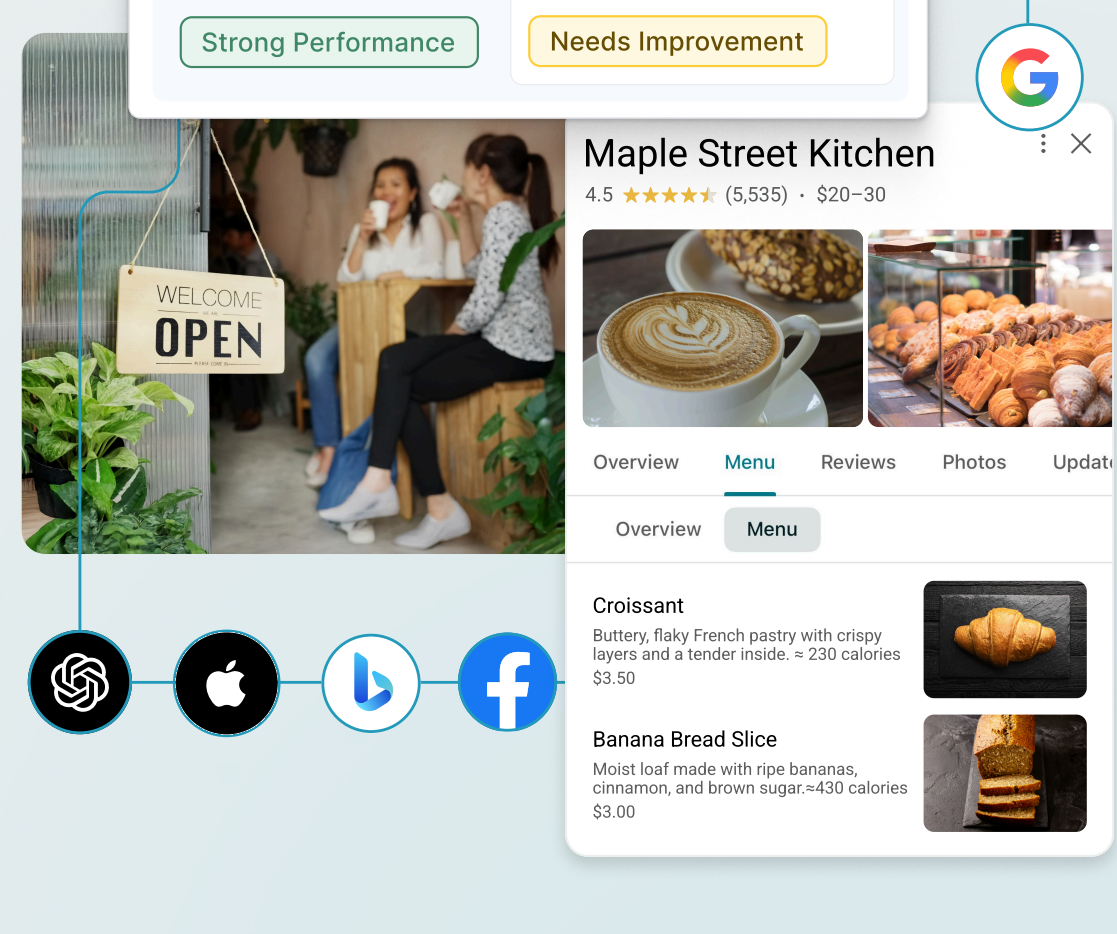 Strong Performance
Needs Improvement
WELCOME
OPEN
Maple Street Kitchen
4.5 (5,535) · $20–30
Overview Menu Reviews Photos
Overview Menu
Croissant
Buttery, flaky French pastry with crispy
layers and a tender inside. ≈ 230 calories
$3.50
Banana Bread Slice
Moist loaf made with ripe bananas,
cinnamon, and brown sugar.≈430 calories
$3.00